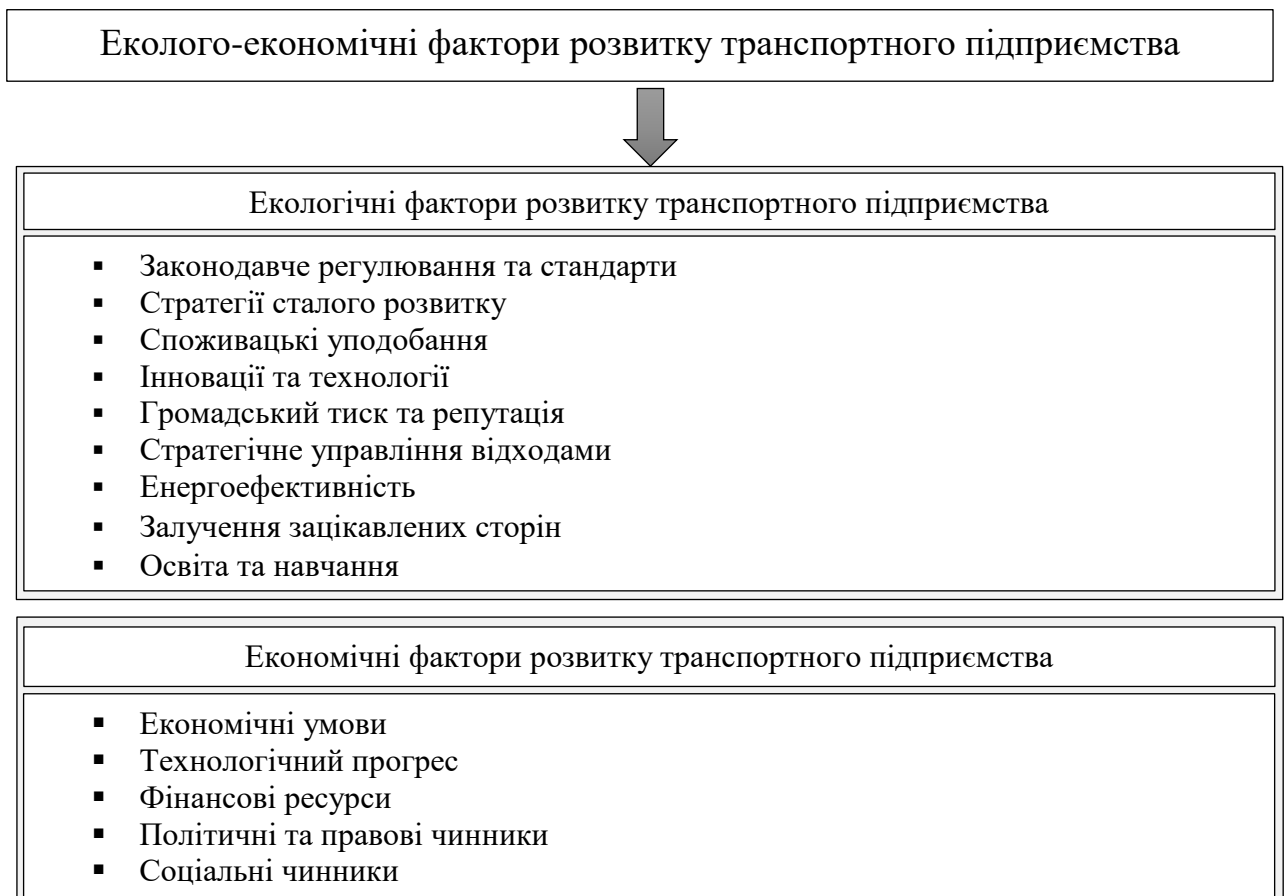 Еколого-економічні фактори розвитку транспортного підприємства
Екологічні фактори розвитку транспортного підприємства
▪ Законодавче регулювання та стандарти
▪ Стратегії сталого розвитку
▪ Споживацькі уподобання
▪ Інновації та технології
▪ Громадський тиск та репутація
▪ Стратегічне управління відходами
▪ Енергоефективність
▪ Залучення зацікавлених сторін
▪ Освіта та навчання
Економічні фактори розвитку транспортного підприємства
▪ Економічні умови
▪ Технологічний прогрес
▪ Фінансові ресурси
▪ Політичні та правові чинники
▪ Соціальні чинники